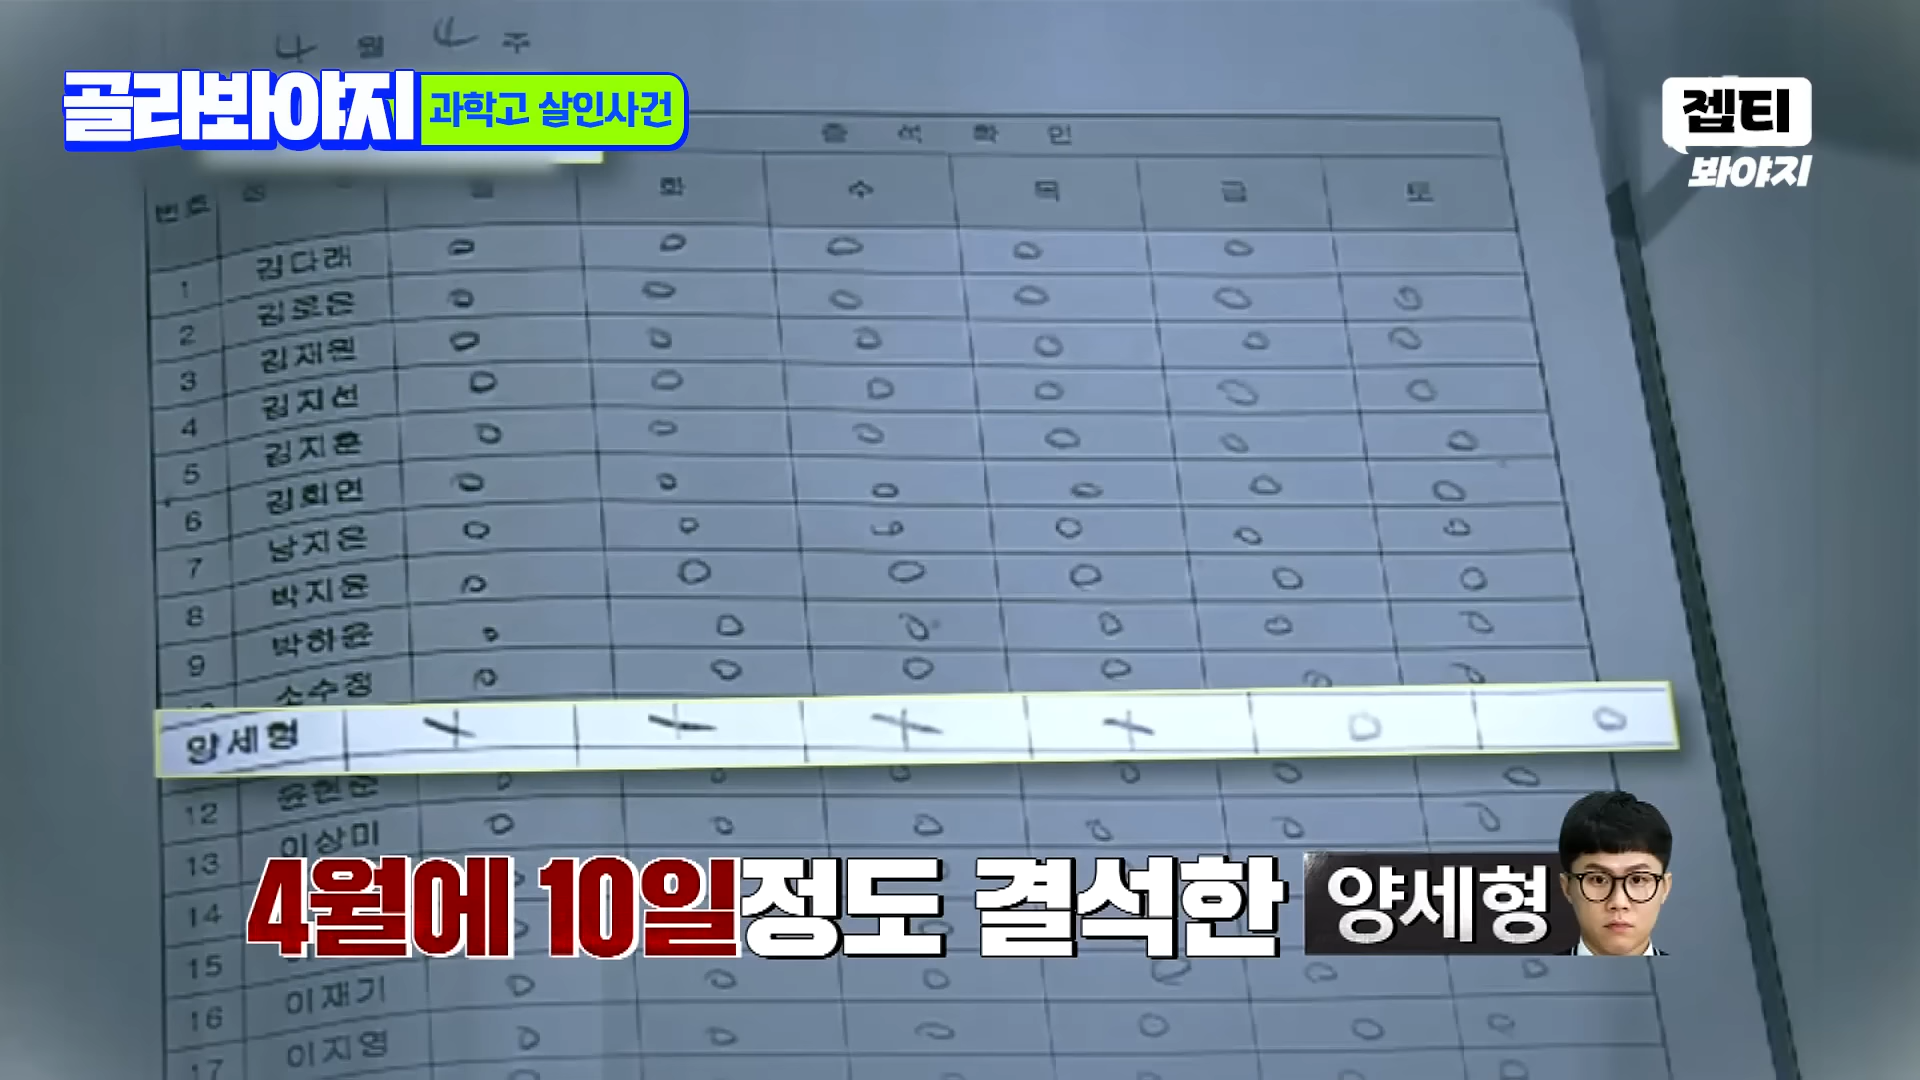 4월 4주
골라봐야지 과학고 살인사건
젭티
봐야지
출석확인
번호 화 수 목 금 토
김다래
1
김로은
2
김재원
3
김지선
4
김지훈
5
김희연
6
남지은
7
박지윤
8
박하윤
9
소수정
양세형
12 윤현준
13 이상미
4월에 10일정도 결석한 양세형
14
15
16 이재기
17 이지영